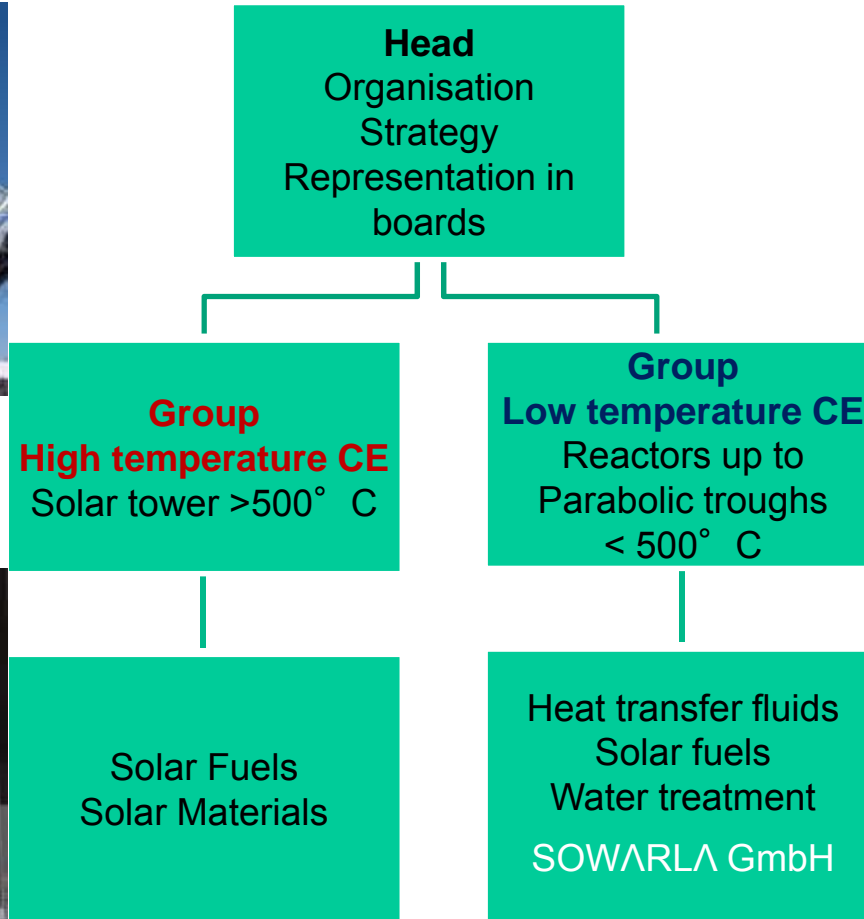 Head
Organisation
Strategy
Representation in
boards
Group
High temperature CE
Solar tower >500° C
Group
Low temperature CE
Reactors up to
Parabolic troughs
< 500° C
Solar Fuels
Solar Materials
Heat transfer fluids
Solar fuels
Water treatment
SOWΛRLΛ GmbH